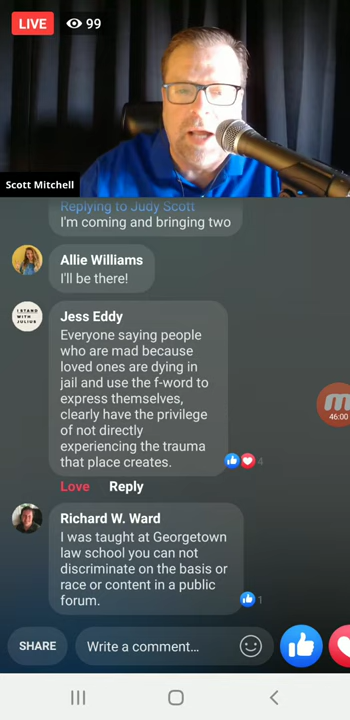 LIVE
99
Scott Mitchell
Replying to Judy Scott
I'm coming and bringing two
Allie Williams
I'll be there!
I STAND
WITH
JULIUS
Jess Eddy
Everyone saying people
who are mad because
loved ones are dying in
jail and use the f-word to
express themselves,
clearly have the privilege
of not directly
experiencing the trauma
that place creates.
4
Love Reply
46:00
Richard W. Ward
I was taught at Georgetown
law school you can not
discriminate on the basis or
race or content in a public
forum.
1
SHARE
Write a comment...